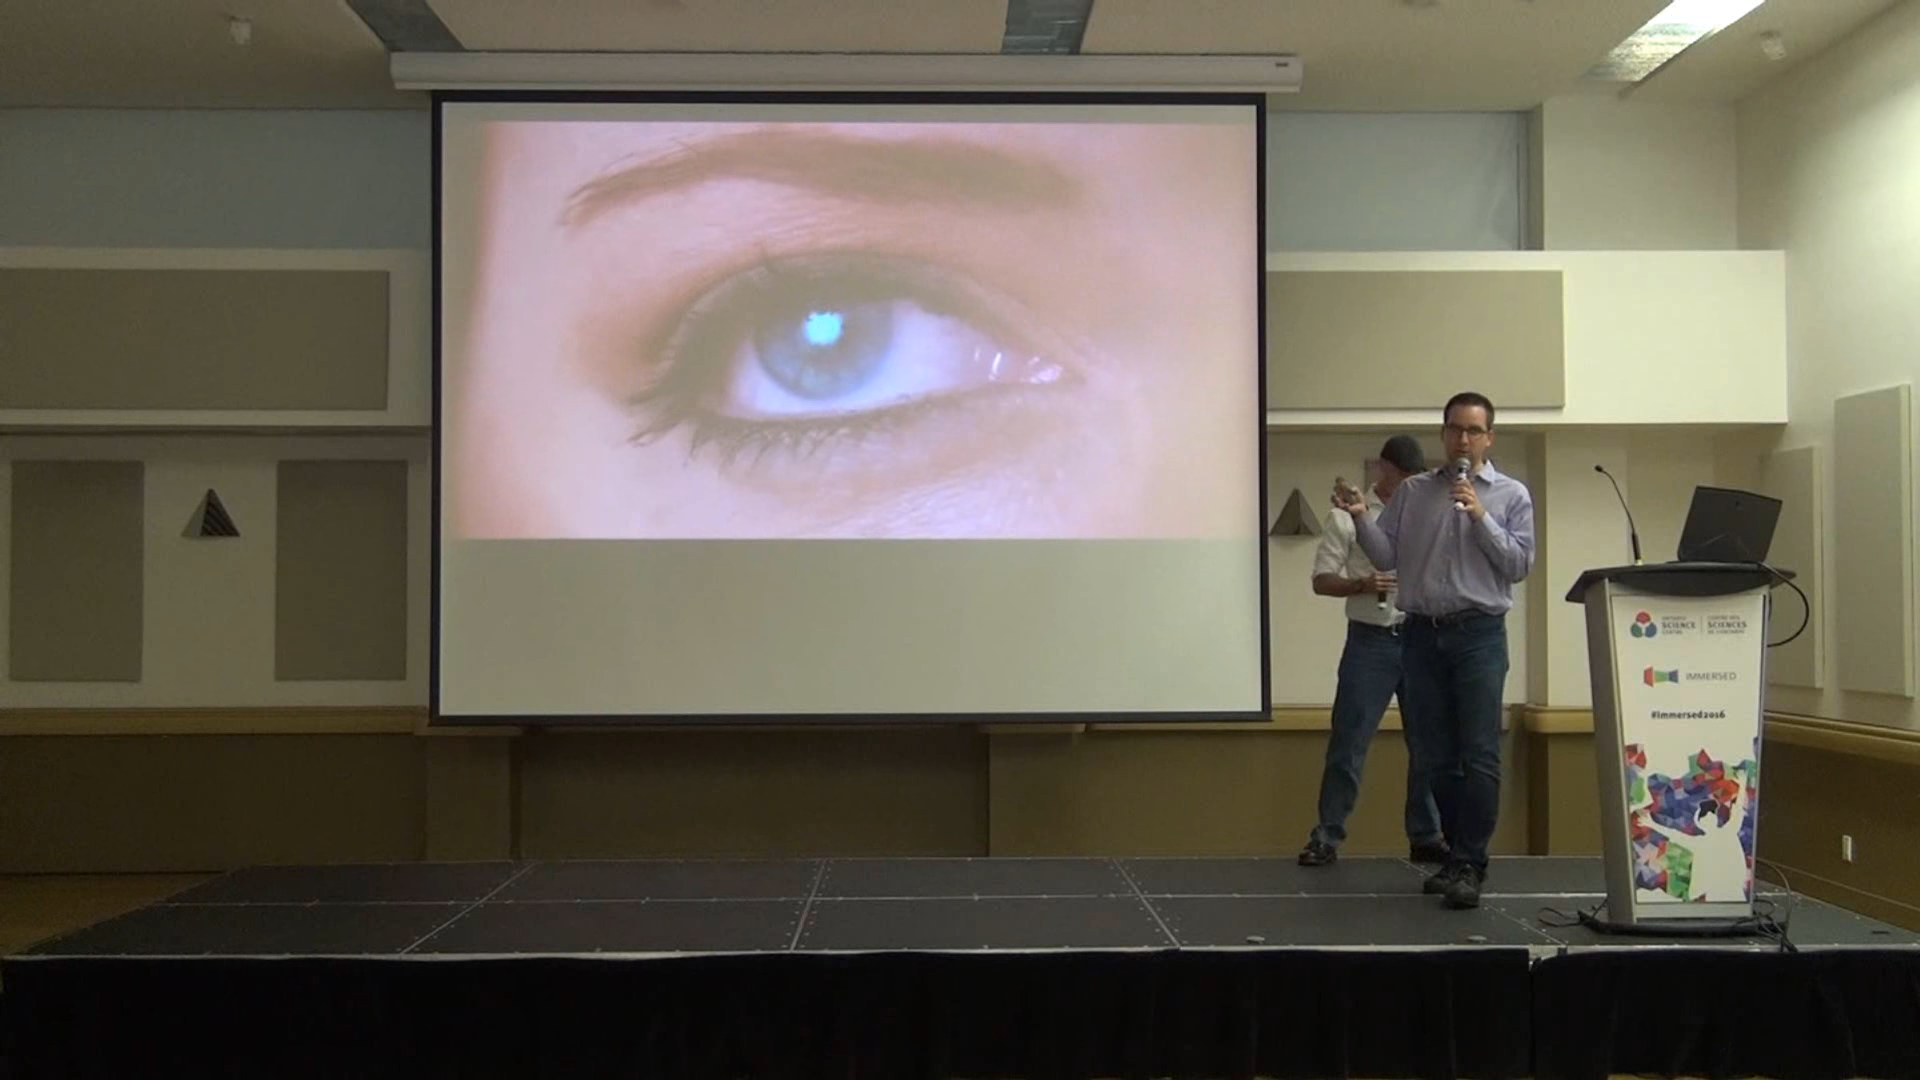 ONTARIO
SCIENCE
CENTRE
CENTRE DES
SCIENCES
DE L'ONTARIO
IMMERSED
#immersed2016